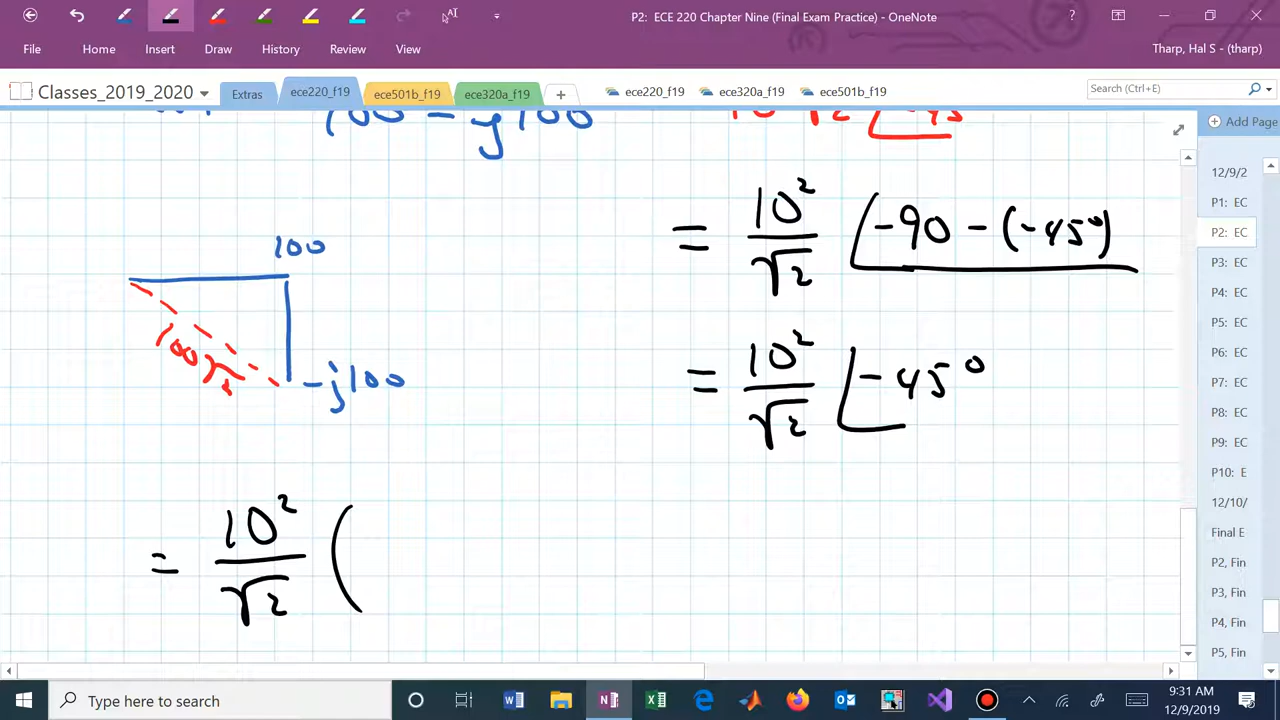 P2: ECE 220 Chapter Nine (Final Exam Practice) - OneNote
File Home Insert Draw History Review View
Tharp, Hal S - (tharp)
Classes_2019_2020
Extras
ece220_f19
ece501b_f19
ece320a_f19
ece220_f19
ece320a_f19
ece501b_f19
Search (Ctrl+E)
Add Page
12/9/2
P1: EC
P2: EC
P3: EC
P4: EC
P5: EC
P6: EC
P7: EC
P8: EC
P9: EC
P10: E
12/10/
Final E
P2, Fin
P3, Fin
P4, Fin
P5, Fin
100 - j100
= 10² / √2 ∠-90 - (-45°)
100
100√2
-j100
= 10² / √2 ∠-45°
= 10² / √2 (
Type here to search
9:31 AM
12/9/2019